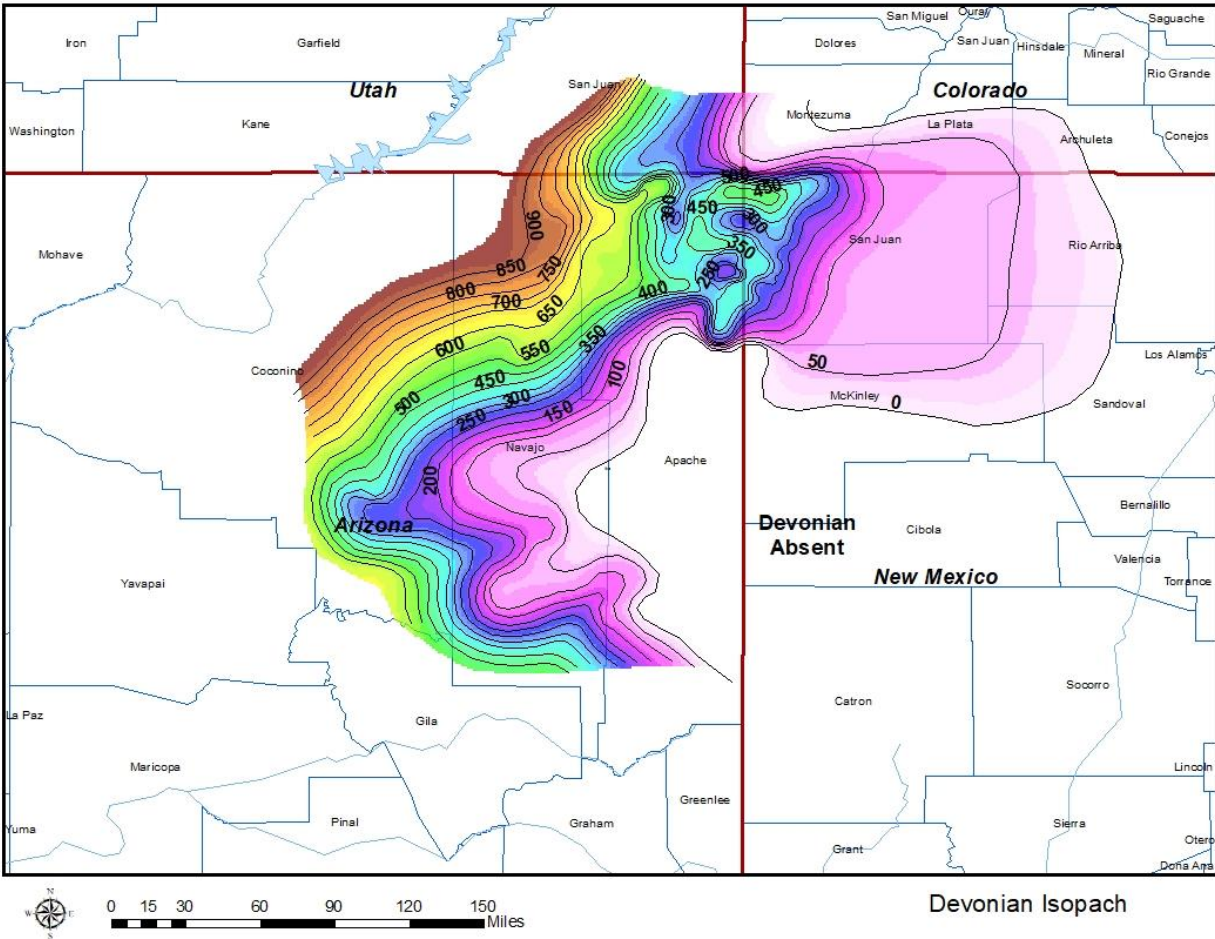 Iron
Garfield
San Miguel
Ouray
Saguache
Dolores
San Juan
Hinsdale
Mineral
Rio Grande
Utah
San Juan
Colorado
Washington
Kane
Montezuma
La Plata
Archuleta
Conejos
500
450
450
300
300
900
Mohave
San Juan
Rio Arriba
350
850
750
250
800
700
400
650
600
550
350
Los Alamos
Coconino
450
100
50
500
300
McKinley
0
Sandoval
250
150
Navajo
Apache
200
Arizona
Devonian
Absent
Cibola
Bernalillo
Valencia
New Mexico
Torrance
Yavapai
La Paz
Gila
Catron
Socorro
Maricopa
Lincoln
Yuma
Pinal
Graham
Greenlee
Grant
Sierra
Otero
Dona Ana
N
W
E
S
0 15 30 60 90 120 150
Miles
Devonian Isopach